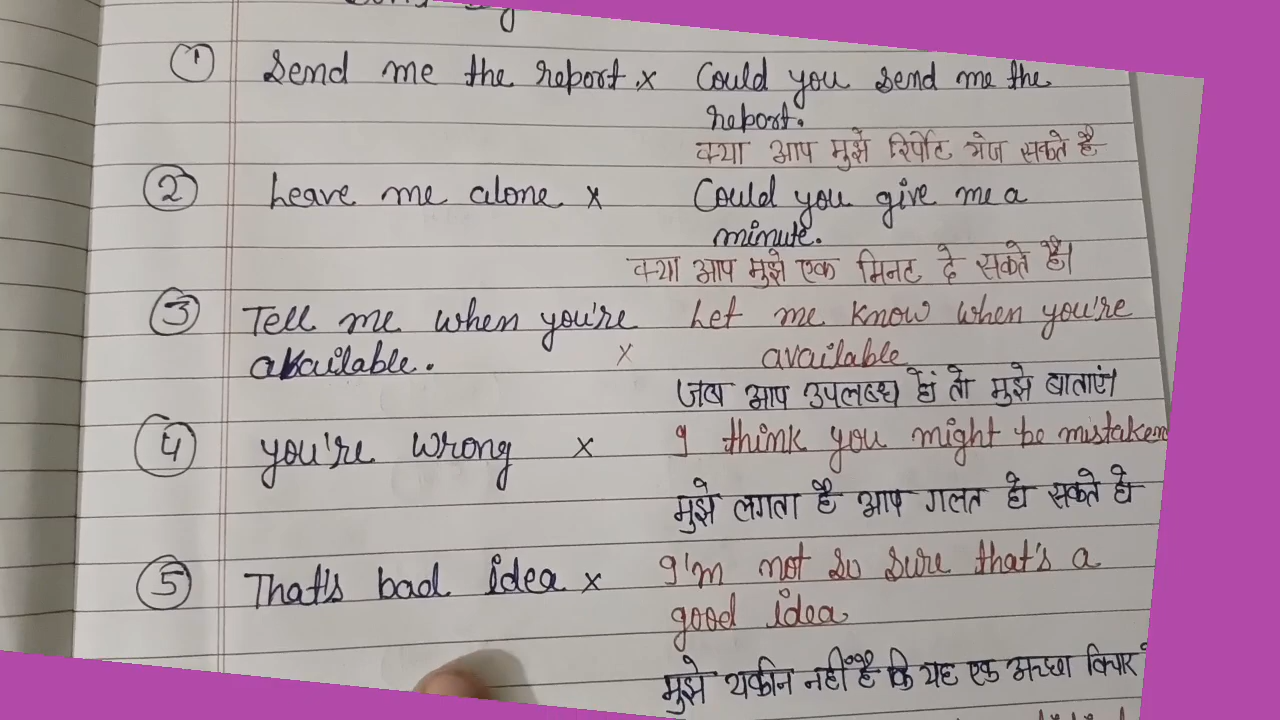 ① Send me the report × Could you send me the
report.
क्या आप मुझे रिर्पोट भेज सकते है
② Leave me alone × Could you give me a
minute.
क्या आप मुझे एक मिनट दे सकते है।
③ Tell me when you're Let me know when you're
available. × available
जब आप उपलब्ध हों तो मुझे बाताएं।
④ you're wrong × I think you might be mistaken
मुझे लगता है आप गलत हो सकते हो
⑤ That's bad idea × I'm not so sure that's a
good idea
मुझे यकीन नहीं है कि यह एक अच्छा विचार